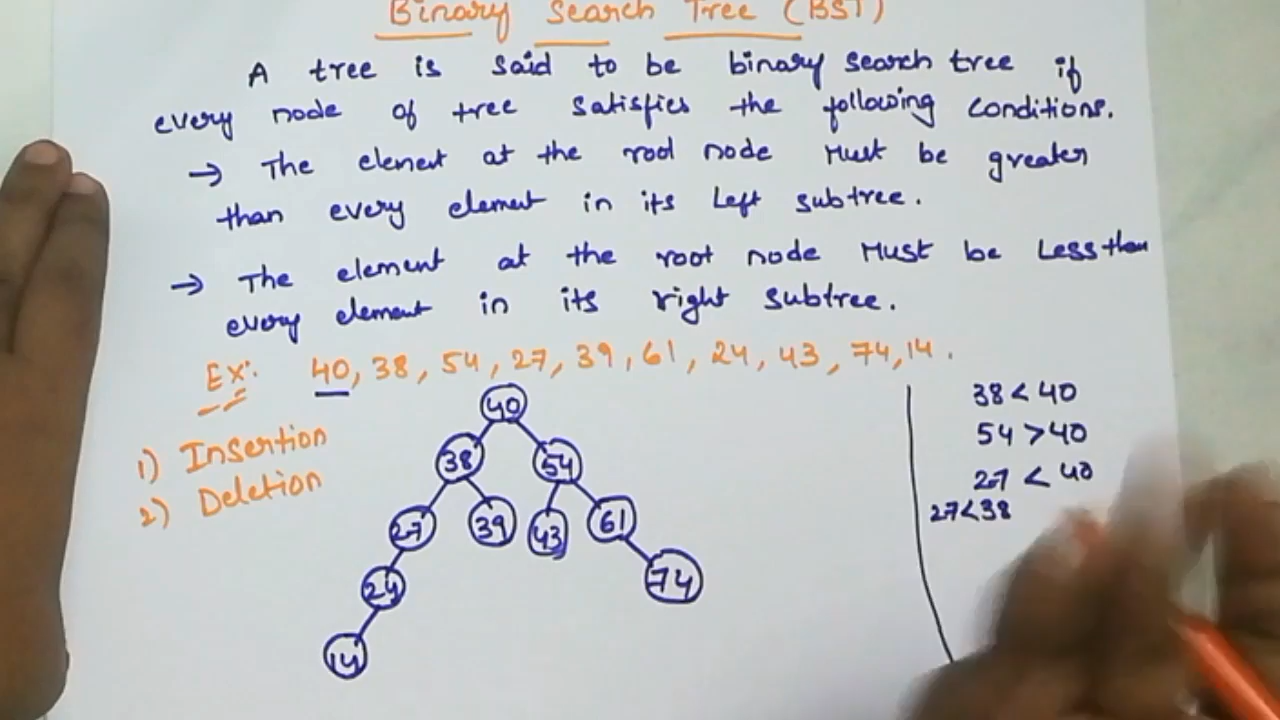 Binary Search Tree (BST)
A tree is said to be binary search tree if
every node of tree satisfies the following conditions.
→ The element at the root node Must be greater
than every element in its Left subtree.
→ The element at the root node Must be Less than
every element in its right subtree.
Ex:- 40, 38, 54, 27, 39, 61, 24, 43, 74, 14.
1) Insertion
2) Deletion
40
38 54
27 39 43 61
24 74
14
38 < 40
54 > 40
27 < 40
27 < 38